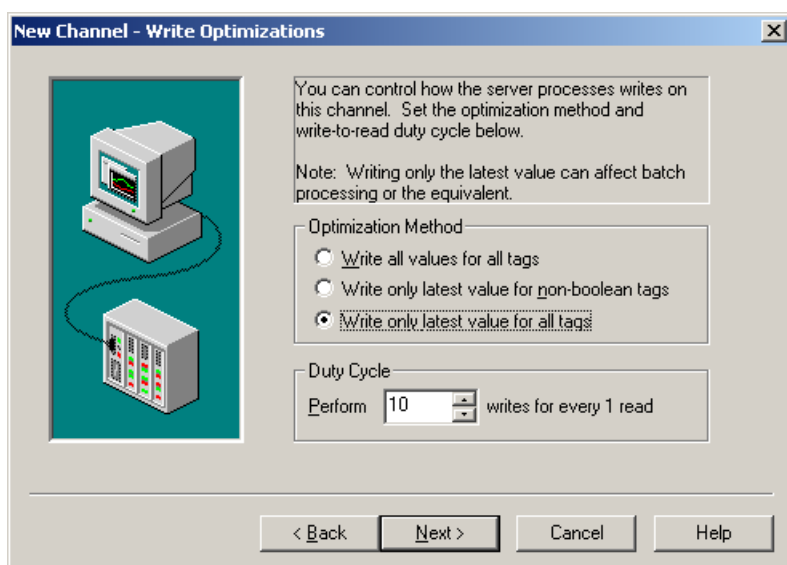 New Channel - Write Optimizations
You can control how the server processes writes on
this channel.  Set the optimization method and
write-to-read duty cycle below.
Note:  Writing only the latest value can affect batch
processing or the equivalent.
Optimization Method
Write all values for all tags
Write only latest value for non-boolean tags
Write only latest value for all tags
Duty Cycle
Perform 10 writes for every 1 read
< Back Next > Cancel Help